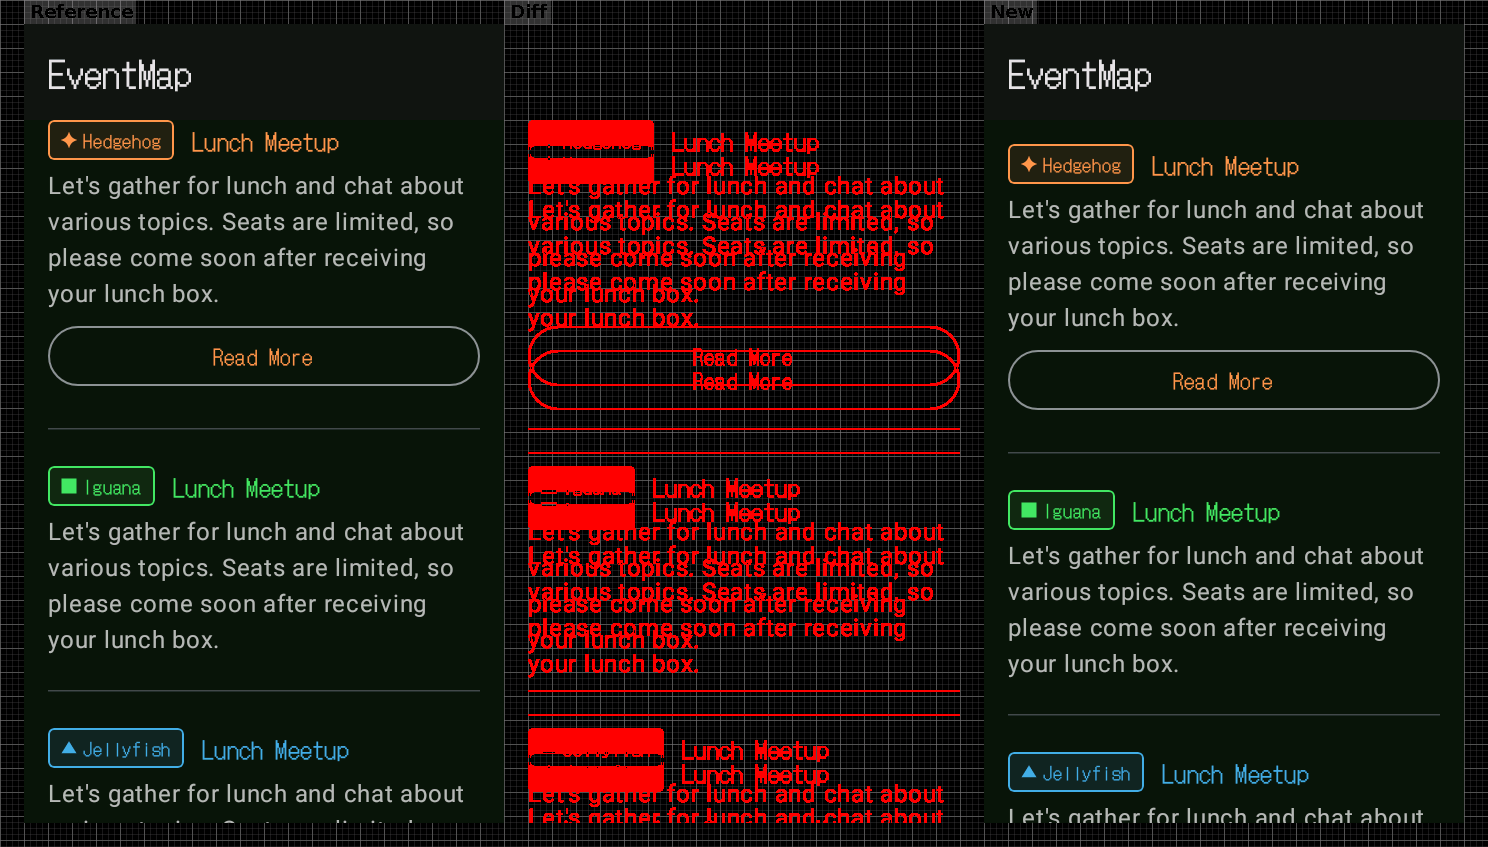 Reference
EventMap
Hedgehog Lunch Meetup
Let's gather for lunch and chat about
various topics. Seats are limited, so
please come soon after receiving
your lunch box.
Read More
Iguana Lunch Meetup
Let's gather for lunch and chat about
various topics. Seats are limited, so
please come soon after receiving
your lunch box.
Jellyfish Lunch Meetup
Let's gather for lunch and chat about
Diff
Lunch Meetup
Lunch Meetup
Let's gather for lunch and chat about
Let's gather for lunch and chat about
various topics. Seats are limited, so
various topics. Seats are limited, so
please come soon after receiving
please come soon after receiving
your lunch box.
your lunch box.
Read More
Read More
Lunch Meetup
Lunch Meetup
Let's gather for lunch and chat about
Let's gather for lunch and chat about
various topics. Seats are limited, so
various topics. Seats are limited, so
please come soon after receiving
please come soon after receiving
your lunch box.
your lunch box.
Lunch Meetup
Lunch Meetup
Let's gather for lunch and chat about
Let's gather for lunch and chat about
New
EventMap
Hedgehog Lunch Meetup
Let's gather for lunch and chat about
various topics. Seats are limited, so
please come soon after receiving
your lunch box.
Read More
Iguana Lunch Meetup
Let's gather for lunch and chat about
various topics. Seats are limited, so
please come soon after receiving
your lunch box.
Jellyfish Lunch Meetup
Let's gather for lunch and chat about